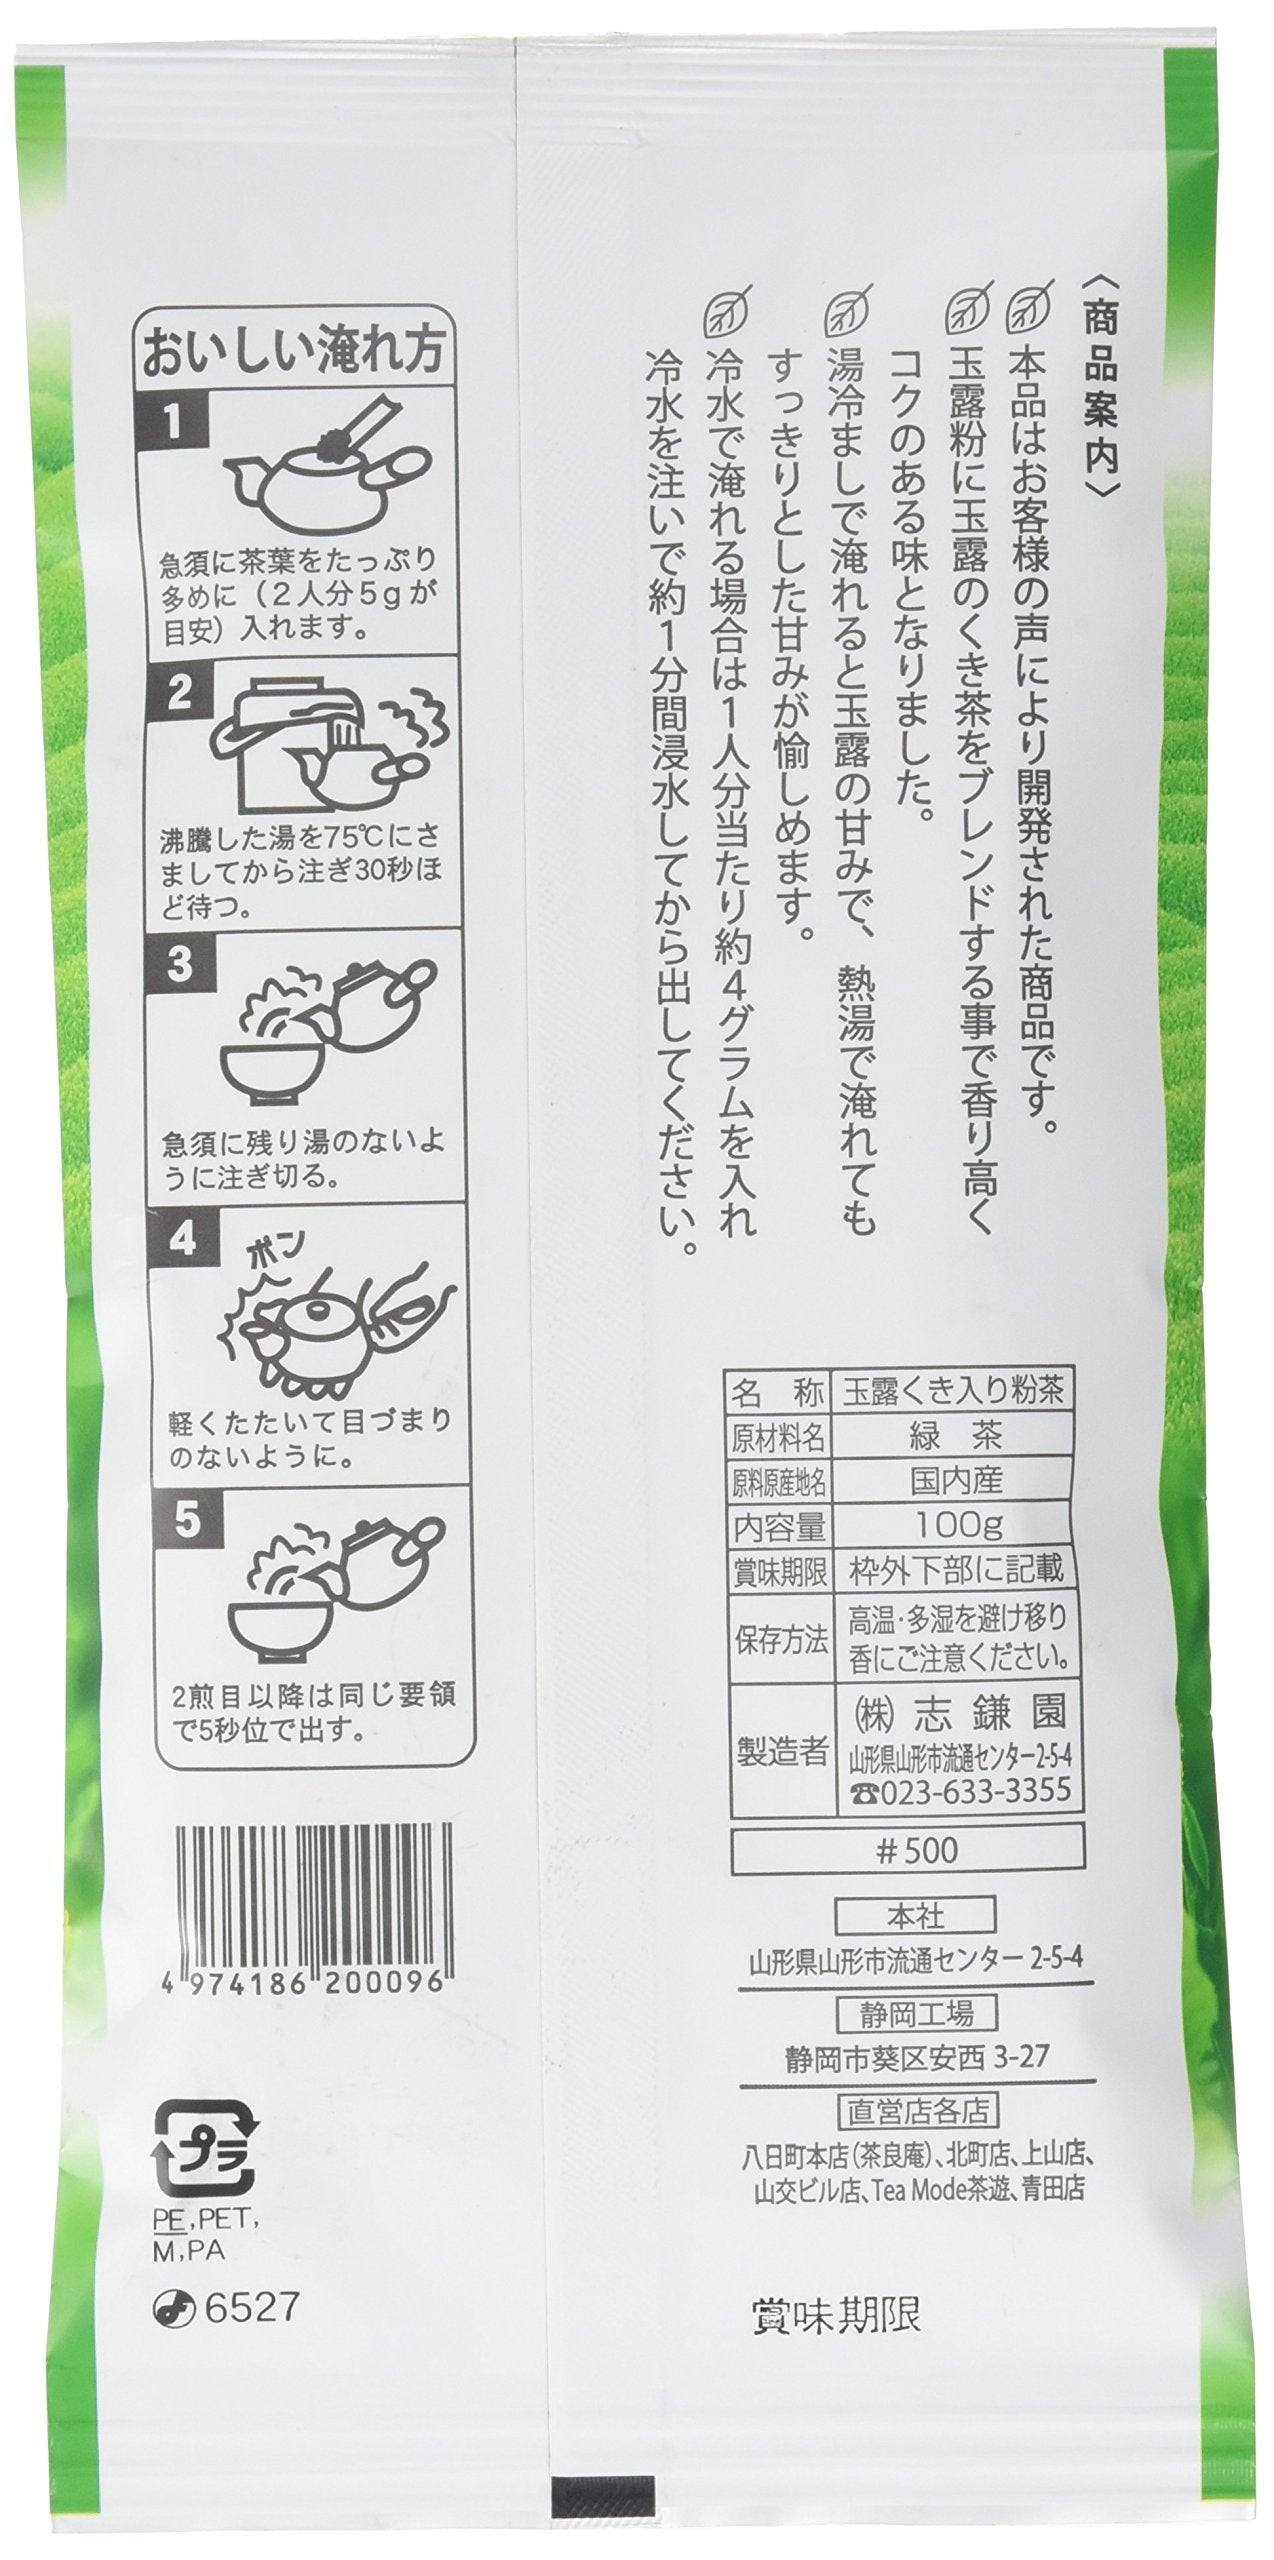 〈商品案内〉
本品はお客様の声により開発された商品です。
玉露粉に玉露のくき茶をブレンドする事で香り高く
コクのある味となりました。
湯冷ましで淹れると玉露の甘みで、熱湯で淹れても
すっきりとした甘みが愉しめます。
冷水で淹れる場合は1人分当たり約4グラムを入れ
冷水を注いで約1分間浸水してから出してください。
おいしい淹れ方
1
急須に茶葉をたっぷり
多めに（2人分5gが
目安）入れます。
2
沸騰した湯を75℃にさ
ましてから注ぎ30秒ほ
ど待つ。
3
急須に残り湯のないよ
うに注ぎ切る。
4
ポン
軽くたたいて目づまり
のないように。
5
2煎目以降は同じ要領
で5秒位で出す。
4 974186 200096
プラ
PE,PET,
M,PA
6527
名　称 玉露くき入り粉茶
原材料名 緑　茶
原料原産地名 国内産
内容量 100g
賞味期限 枠外下部に記載
保存方法 高温・多湿を避け移り
香にご注意ください。
製造者 ㈱ 志鎌園
山形県山形市流通センター2-5-4
☎023-633-3355
#500
本社
山形県山形市流通センター 2-5-4
静岡工場
静岡市葵区安西 3-27
直営店各店
八日町本店（茶良庵）、北町店、上山店、
山交ビル店、Tea Mode茶遊、青田店
賞味期限